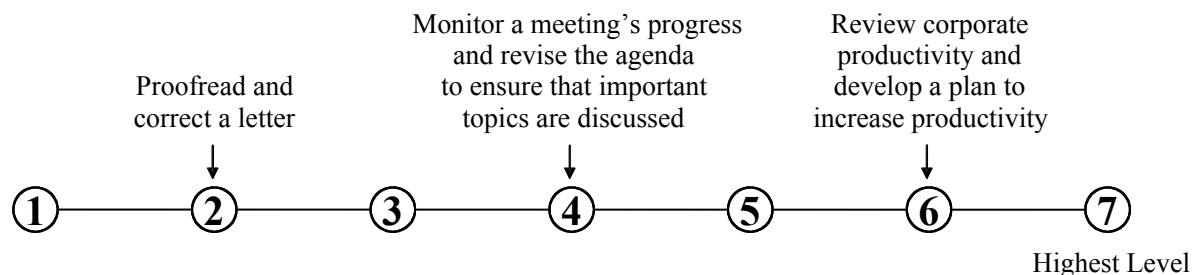 Proofread and
correct a letter
Monitor a meeting’s progress
and revise the agenda
to ensure that important
topics are discussed
Review corporate
productivity and
develop a plan to
increase productivity
1 2 3 4 5 6 7
Highest Level